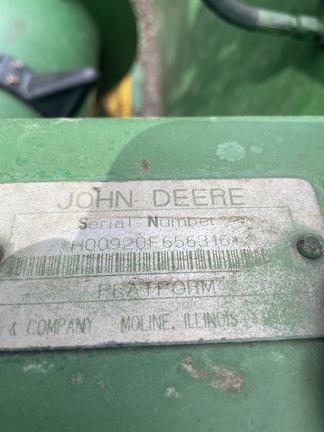 JOHN DEERE
Serial Number
*H00920F656316*
PLATFORM
& COMPANY MOLINE, ILLINOIS